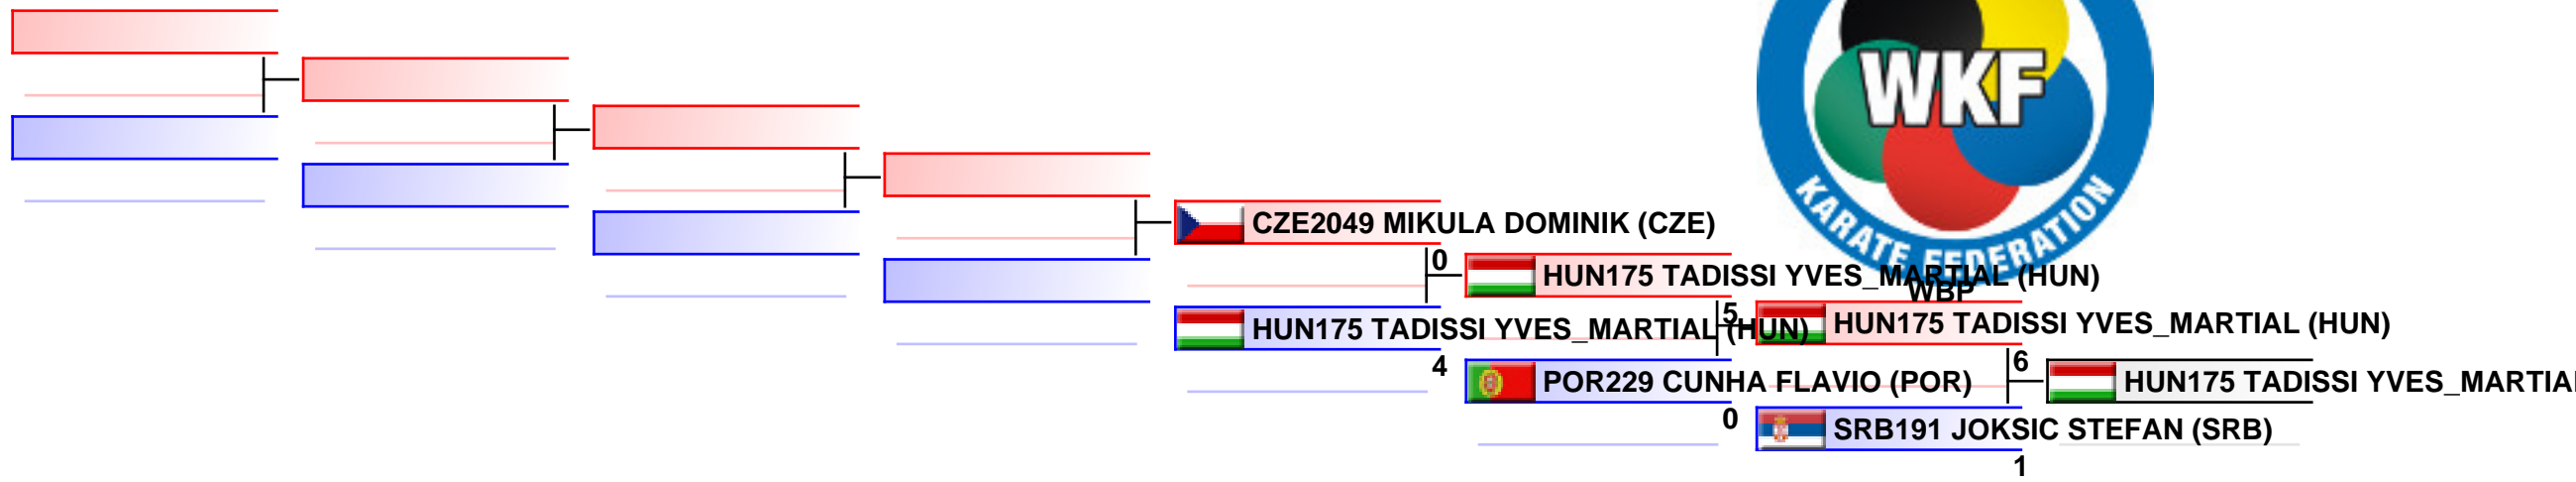 WKF
KARATE FEDERATION
CZE2049 MIKULA DOMINIK (CZE)
0
HUN175 TADISSI YVES_MARTIAL (HUN)
WBP
HUN175 TADISSI YVES_MARTIAL (HUN)
5
HUN175 TADISSI YVES_MARTIAL (HUN)
4
POR229 CUNHA FLAVIO (POR)
6
HUN175 TADISSI YVES_MARTIAL
0
SRB191 JOKSIC STEFAN (SRB)
1